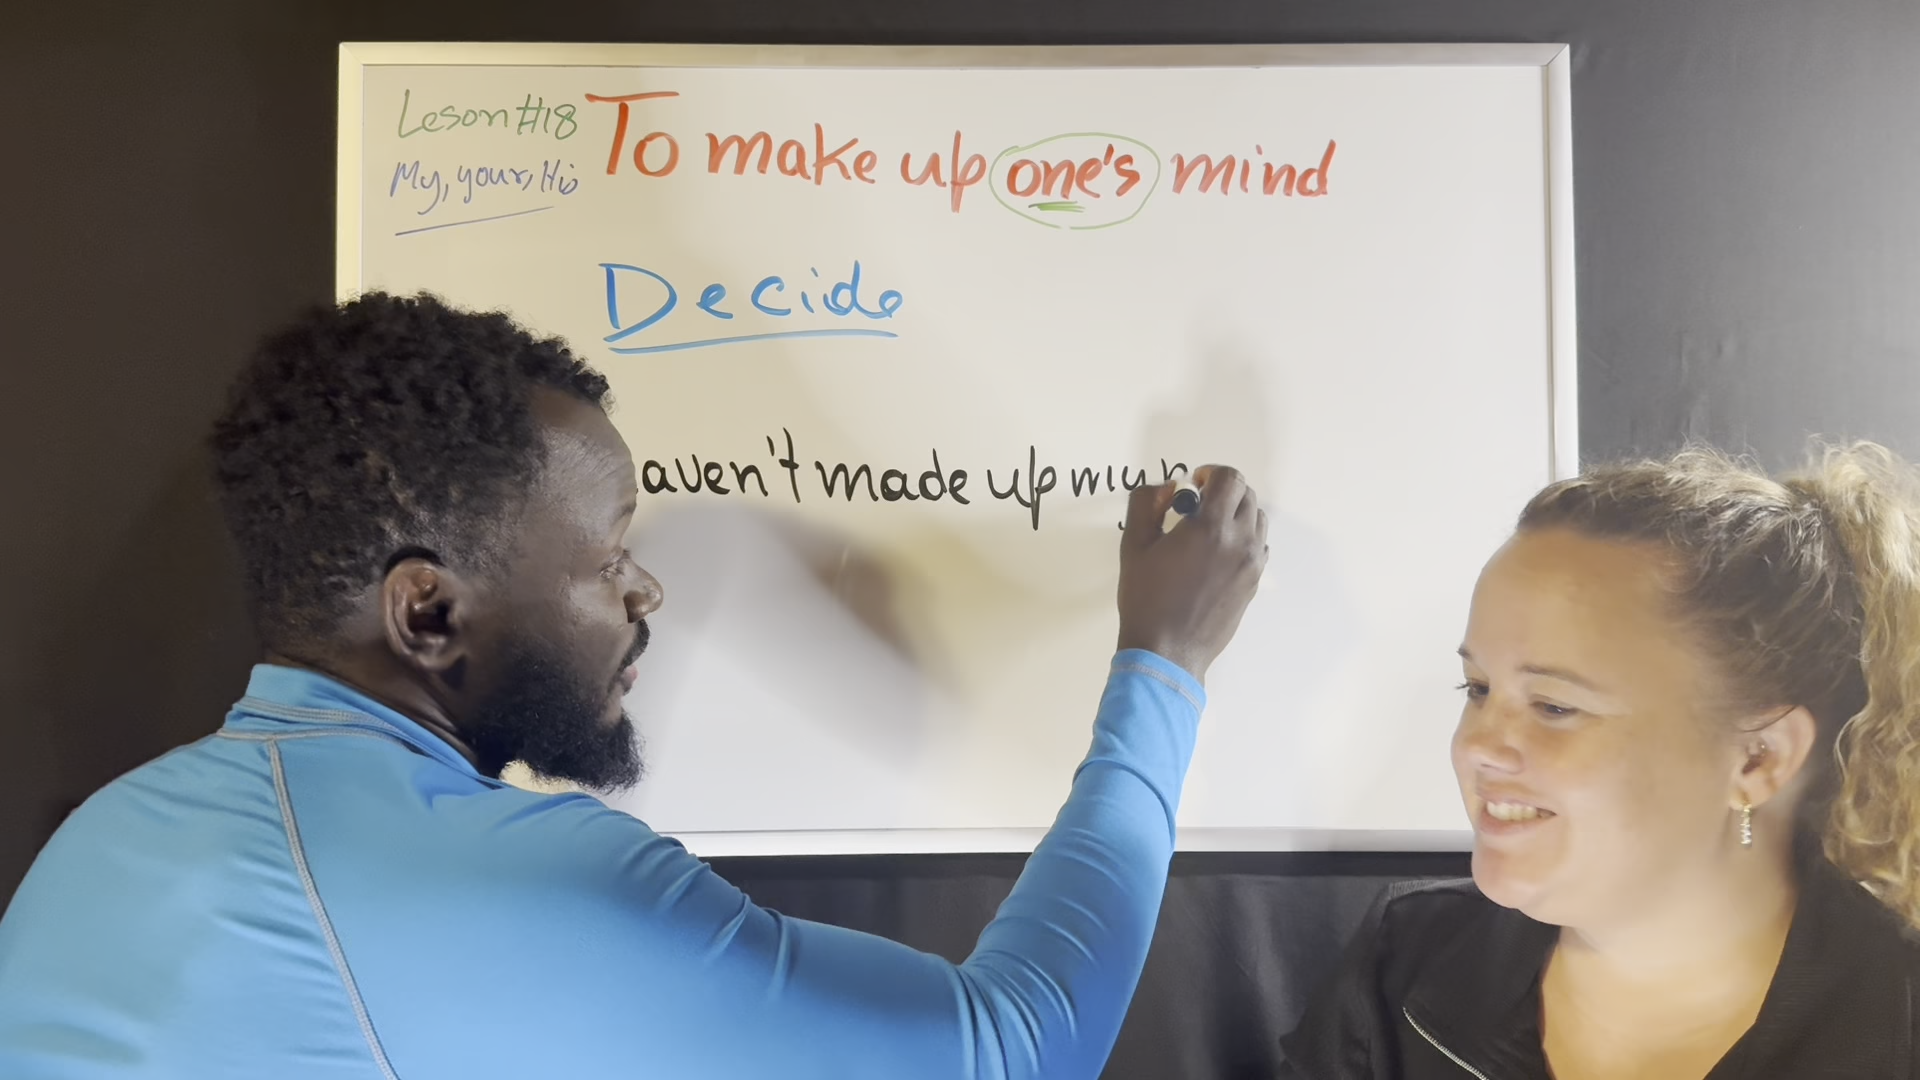 Leson #18
To make up one's mind
My, your, His
Decide
aven't made up my